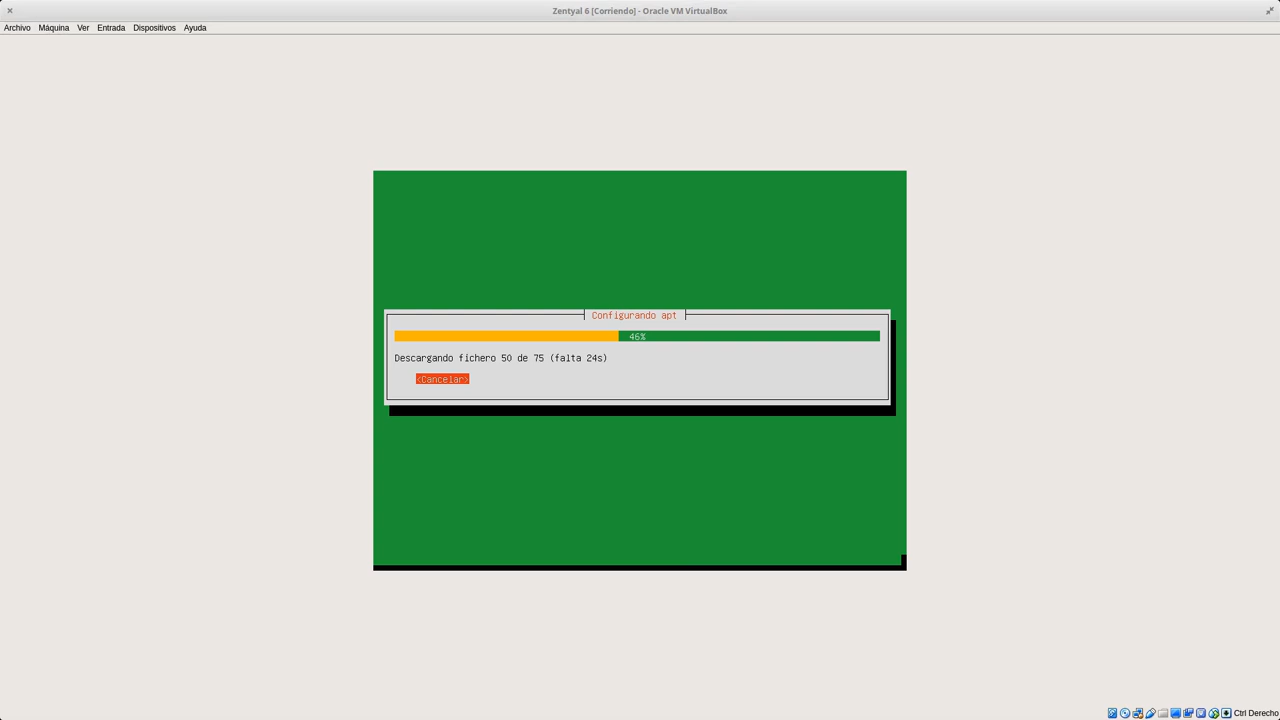 Zentyal 6 [Corriendo] - Oracle VM VirtualBox
Archivo Máquina Ver Entrada Dispositivos Ayuda
Configurando apt
46%
Descargando fichero 50 de 75 (falta 24s)
<Cancelar>
Ctrl Derecho